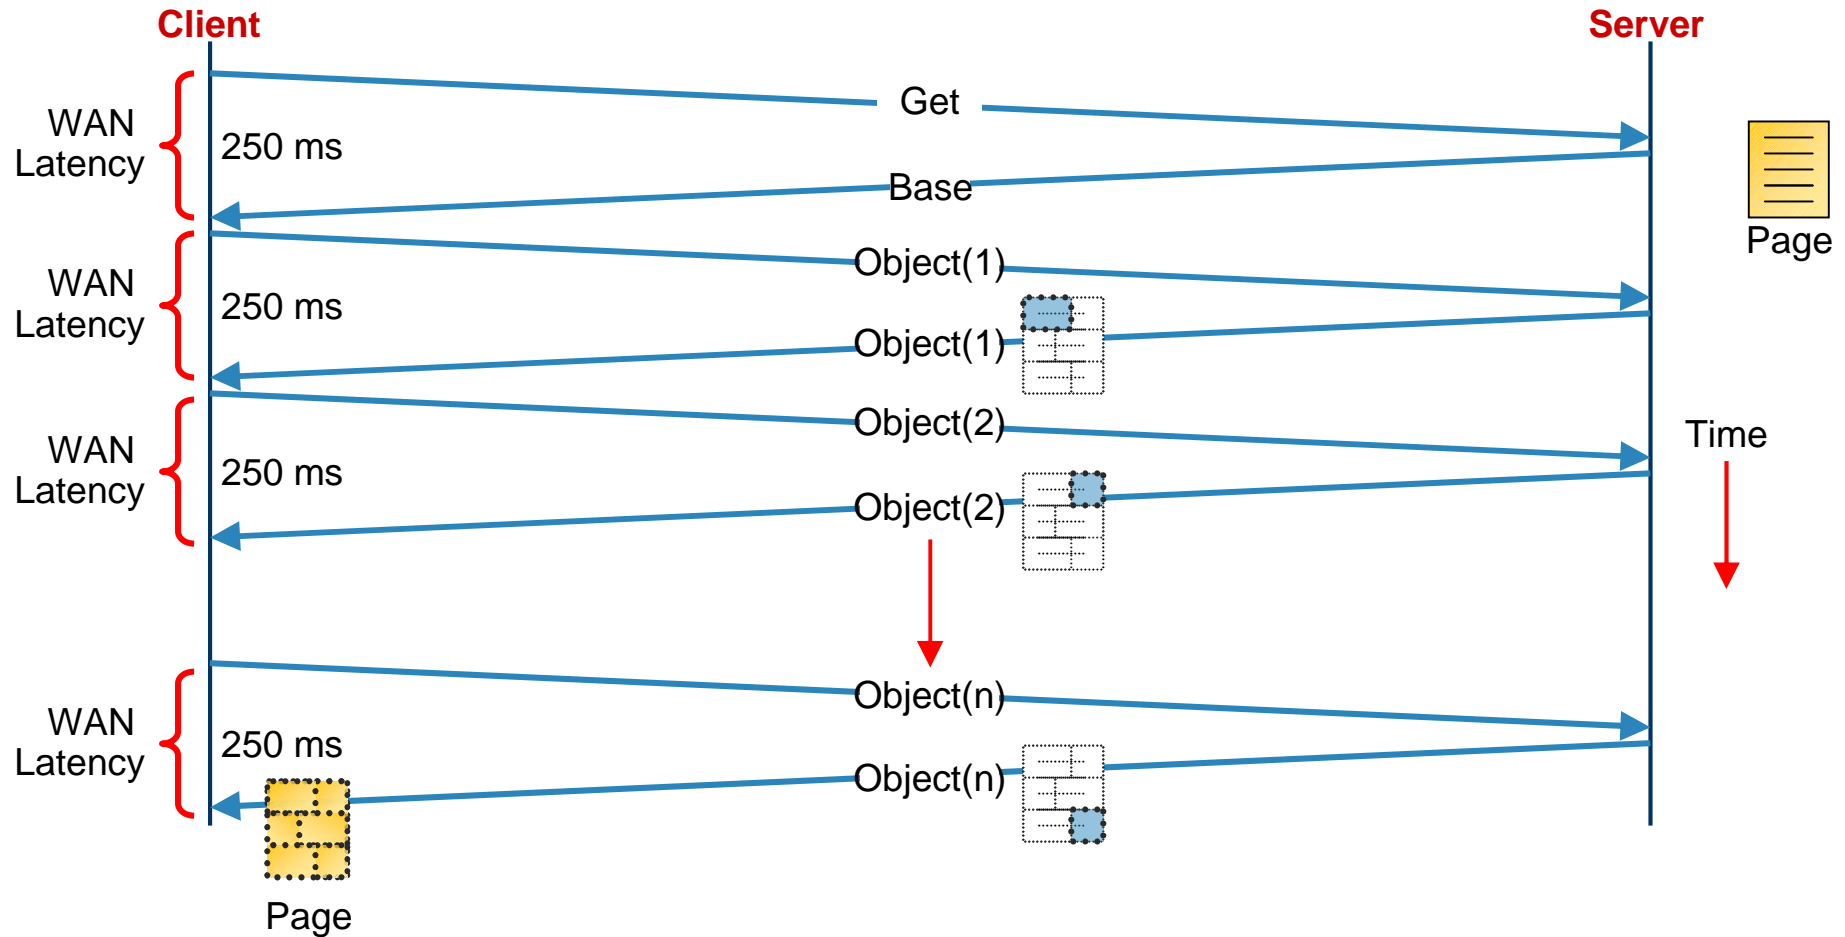 Client
Server
Get
WAN
Latency
250 ms
Base
Page
Object(1)
WAN
Latency
250 ms
Object(1)
Object(2)
Time
WAN
Latency
250 ms
Object(2)
Object(n)
WAN
Latency
250 ms
Object(n)
Page